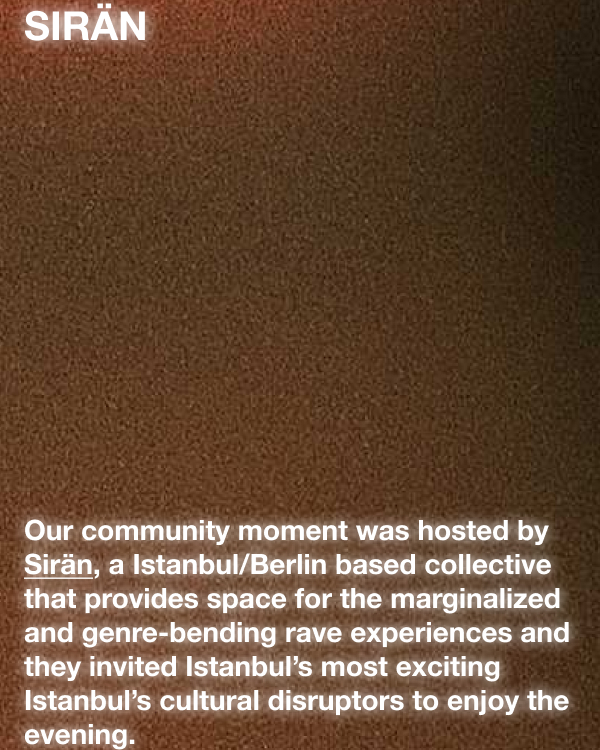 SIRÄN
Our community moment was hosted by
Sirän, a Istanbul/Berlin based collective
that provides space for the marginalized
and genre-bending rave experiences and
they invited Istanbul’s most exciting
Istanbul’s cultural disruptors to enjoy the
evening.